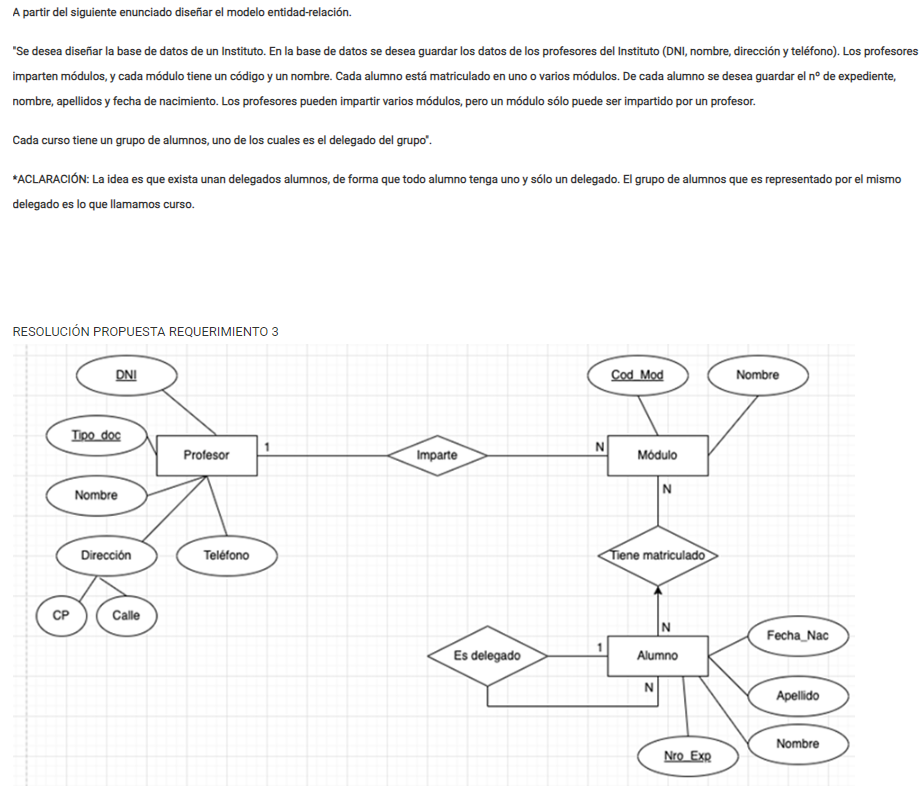 A partir del siguiente enunciado diseñar el modelo entidad-relación.
"Se desea diseñar la base de datos de un Instituto. En la base de datos se desea guardar los datos de los profesores del Instituto (DNI, nombre, dirección y teléfono). Los profesores
imparten módulos, y cada módulo tiene un código y un nombre. Cada alumno está matriculado en uno o varios módulos. De cada alumno se desea guardar el nº de expediente,
nombre, apellidos y fecha de nacimiento. Los profesores pueden impartir varios módulos, pero un módulo sólo puede ser impartido por un profesor.
Cada curso tiene un grupo de alumnos, uno de los cuales es el delegado del grupo".
*ACLARACIÓN: La idea es que exista unan delegados alumnos, de forma que todo alumno tenga uno y sólo un delegado. El grupo de alumnos que es representado por el mismo
delegado es lo que llamamos curso.
RESOLUCIÓN PROPUESTA REQUERIMIENTO 3
DNI
Cod_Mod
Nombre
Tipo_doc
Profesor
1
Imparte
N
Módulo
Nombre
N
Dirección
Teléfono
Tiene matriculado
CP
Calle
N
Fecha_Nac
Es delegado
1
Alumno
N
Apellido
Nombre
Nro_Exp